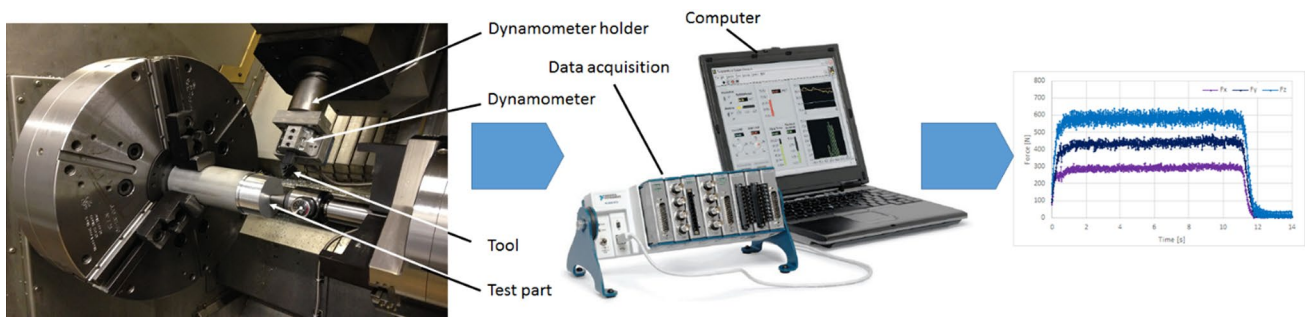 Dynamometer holder
Data acquisition
Dynamometer
Tool
Test part
Computer
Fx Fy Fz
Force [N]
800
700
600
500
400
300
200
100
0
0 2 4 6 8 10 12 14
Time [s]